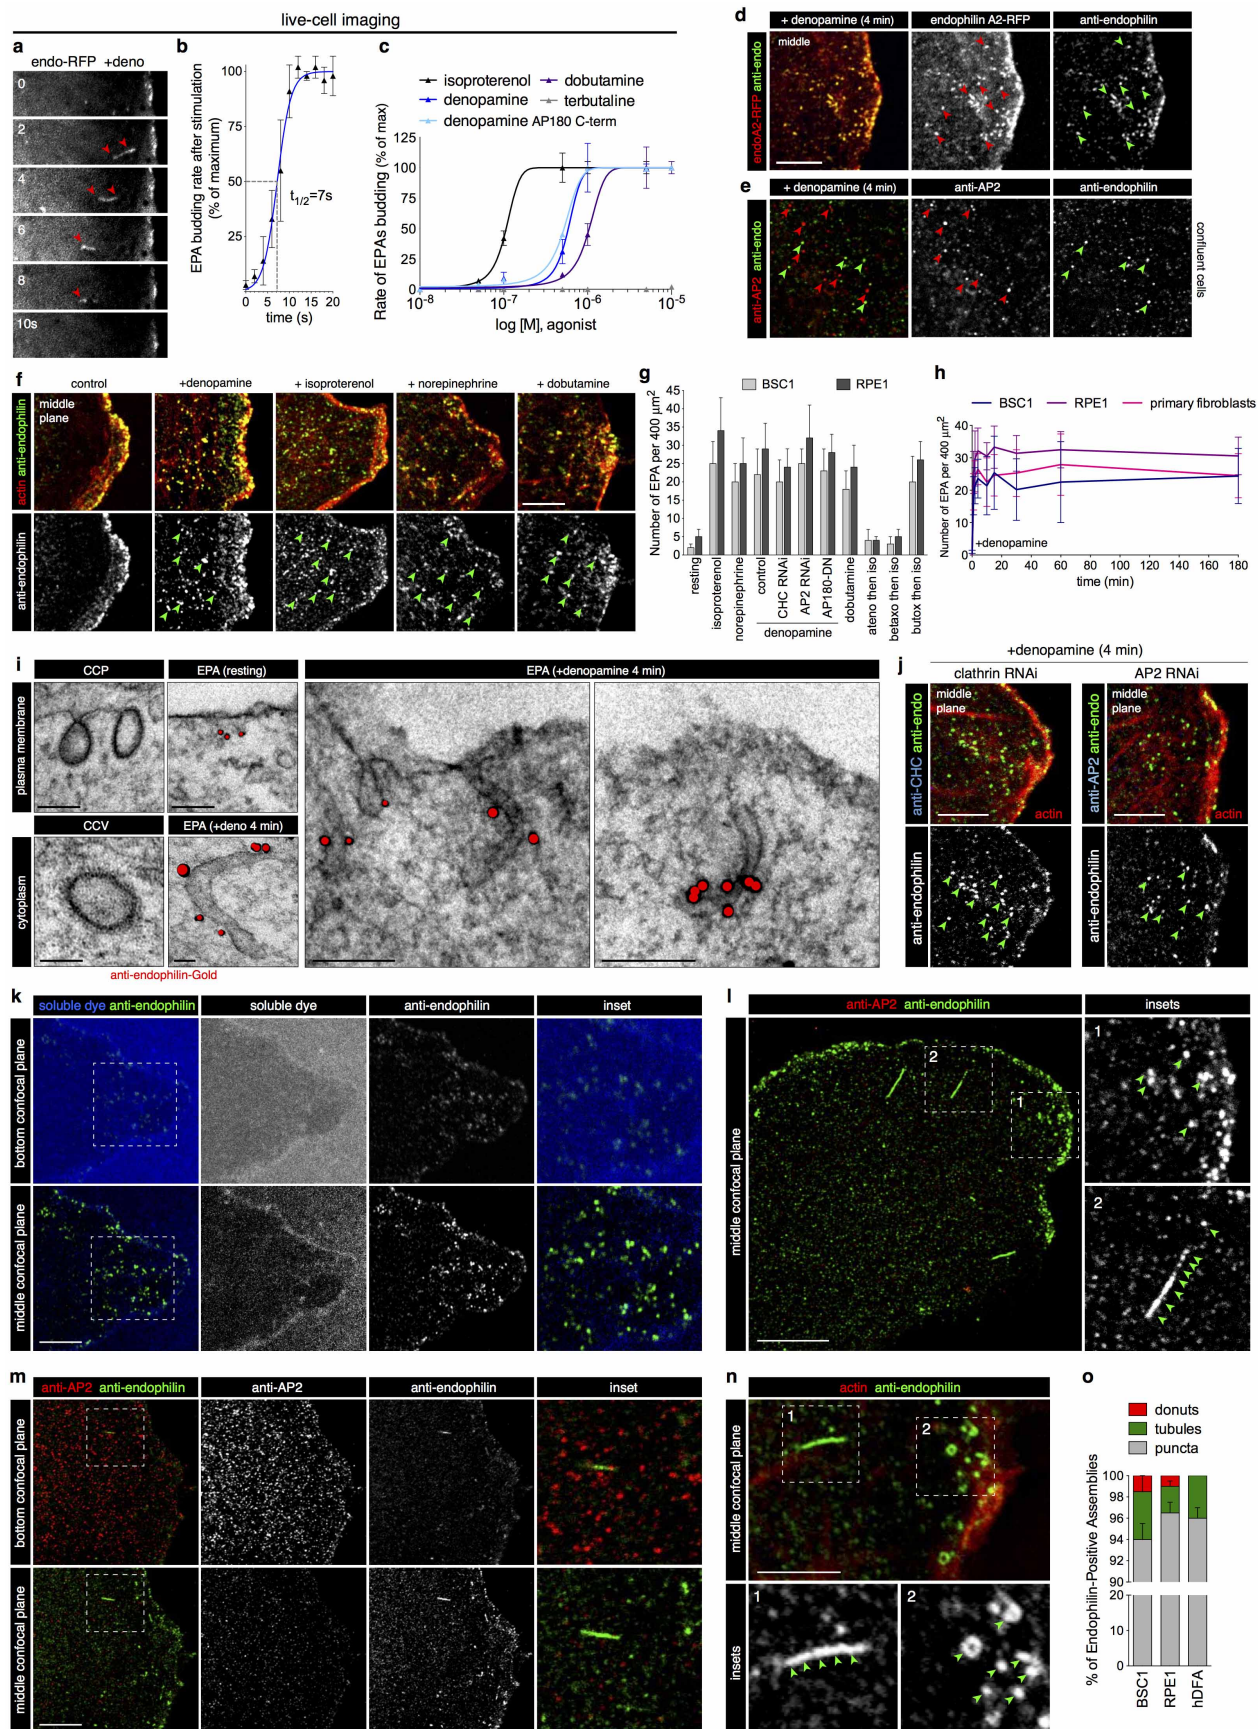 live-cell imaging
a
endo-RFP +deno
0
2
4
6
8
10s
b
EPA budding rate after stimulation
(% of maximum)
100
75
50
25
t1/2=7s
0 5 10 15 20
time (s)
c
isoproterenol
denopamine
denopamine AP180 C-term
dobutamine
terbutaline
Rate of EPAs budding (% of max)
125
100
75
50
25
0
10-8 10-7 10-6 10-5
log [M], agonist
d
+ denopamine (4 min) endophilin A2-RFP anti-endophilin
endoA2-RFP anti-endo
middle
e
+ denopamine (4 min) anti-AP2 anti-endophilin
anti-AP2 anti-endo
confluent cells
f
control +denopamine + isoproterenol + norepinephrine + dobutamine
actin anti-endophilin
middle
plane
anti-endophilin
g
BSC1 RPE1
Number of EPA per 400 µm2
45
40
35
30
25
20
15
10
5
0
resting
isoproterenol
norepinephrine
control
CHC RNAi
AP2 RNAi
AP180-DN
dobutamine
ateno then iso
betaxo then iso
butox then iso
denopamine
h
BSC1 RPE1 primary fibroblasts
Number of EPA per 400 µm2
40
30
20
10
0
+denopamine
0 20 40 60 80 100 120 140 160 180
time (min)
i
CCP EPA (resting) EPA (+denopamine 4 min)
plasma membrane
CCV EPA (+deno 4 min)
cytoplasm
anti-endophilin-Gold
j
+denopamine (4 min)
clathrin RNAi AP2 RNAi
anti-CHC anti-endo
middle
plane
actin
anti-AP2 anti-endo
middle
plane
actin
anti-endophilin
anti-endophilin
k
soluble dye anti-endophilin soluble dye anti-endophilin inset
bottom confocal plane
middle confocal plane
l
anti-AP2 anti-endophilin insets
middle confocal plane
2
1
1
2
m
anti-AP2 anti-endophilin anti-AP2 anti-endophilin inset
bottom confocal plane
middle confocal plane
n
actin anti-endophilin
middle confocal plane
1
2
insets
1
2
o
donuts
tubules
puncta
% of Endophilin-Positive Assemblies
100
98
96
94
92
90
20
10
0
BSC1
RPE1
hDFA